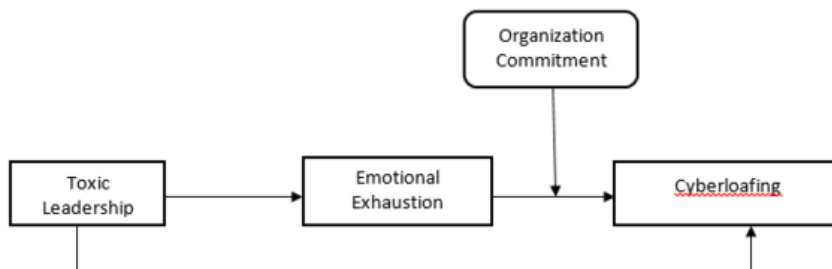 Organization
Commitment
Toxic
Leadership
Emotional
Exhaustion
Cyberloafing